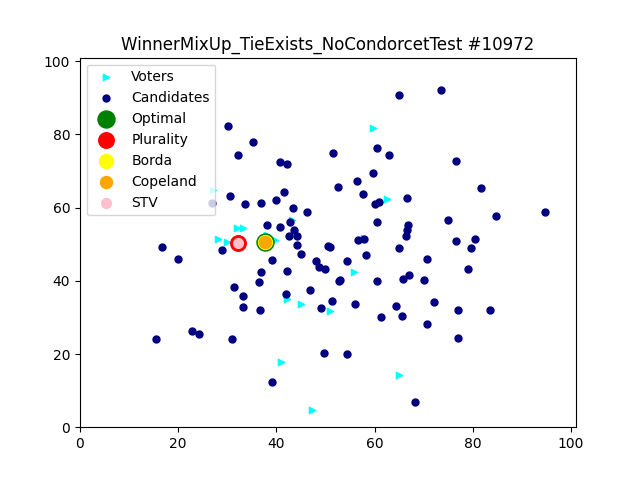 WinnerMixUp_TieExists_NoCondorcetTest #10972
100
80
60
40
20
0
Voters
Candidates
Optimal
Plurality
Borda
Copeland
STV
0 20 40 60 80 100